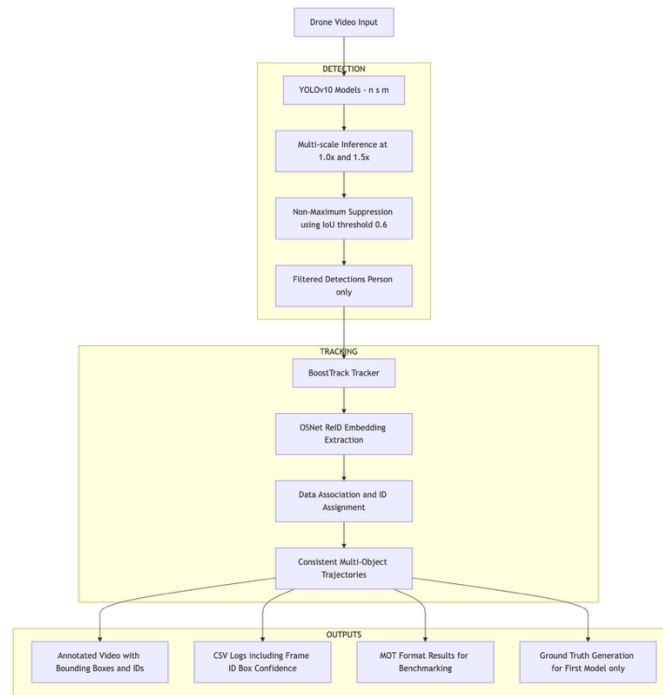 Drone Video Input
DETECTION
YOLOv10 Models - n s m
Multi-scale Inference at
1.0x and 1.5x
Non-Maximum Suppression
using IoU threshold 0.6
Filtered Detections Person
only
TRACKING
BoostTrack Tracker
OSNet ReID Embedding
Extraction
Data Association and ID
Assignment
Consistent Multi-Object
Trajectories
OUTPUTS
Annotated Video with
Bounding Boxes and IDs
CSV Logs including Frame
ID Box Confidence
MOT Format Results for
Benchmarking
Ground Truth Generation
for First Model only